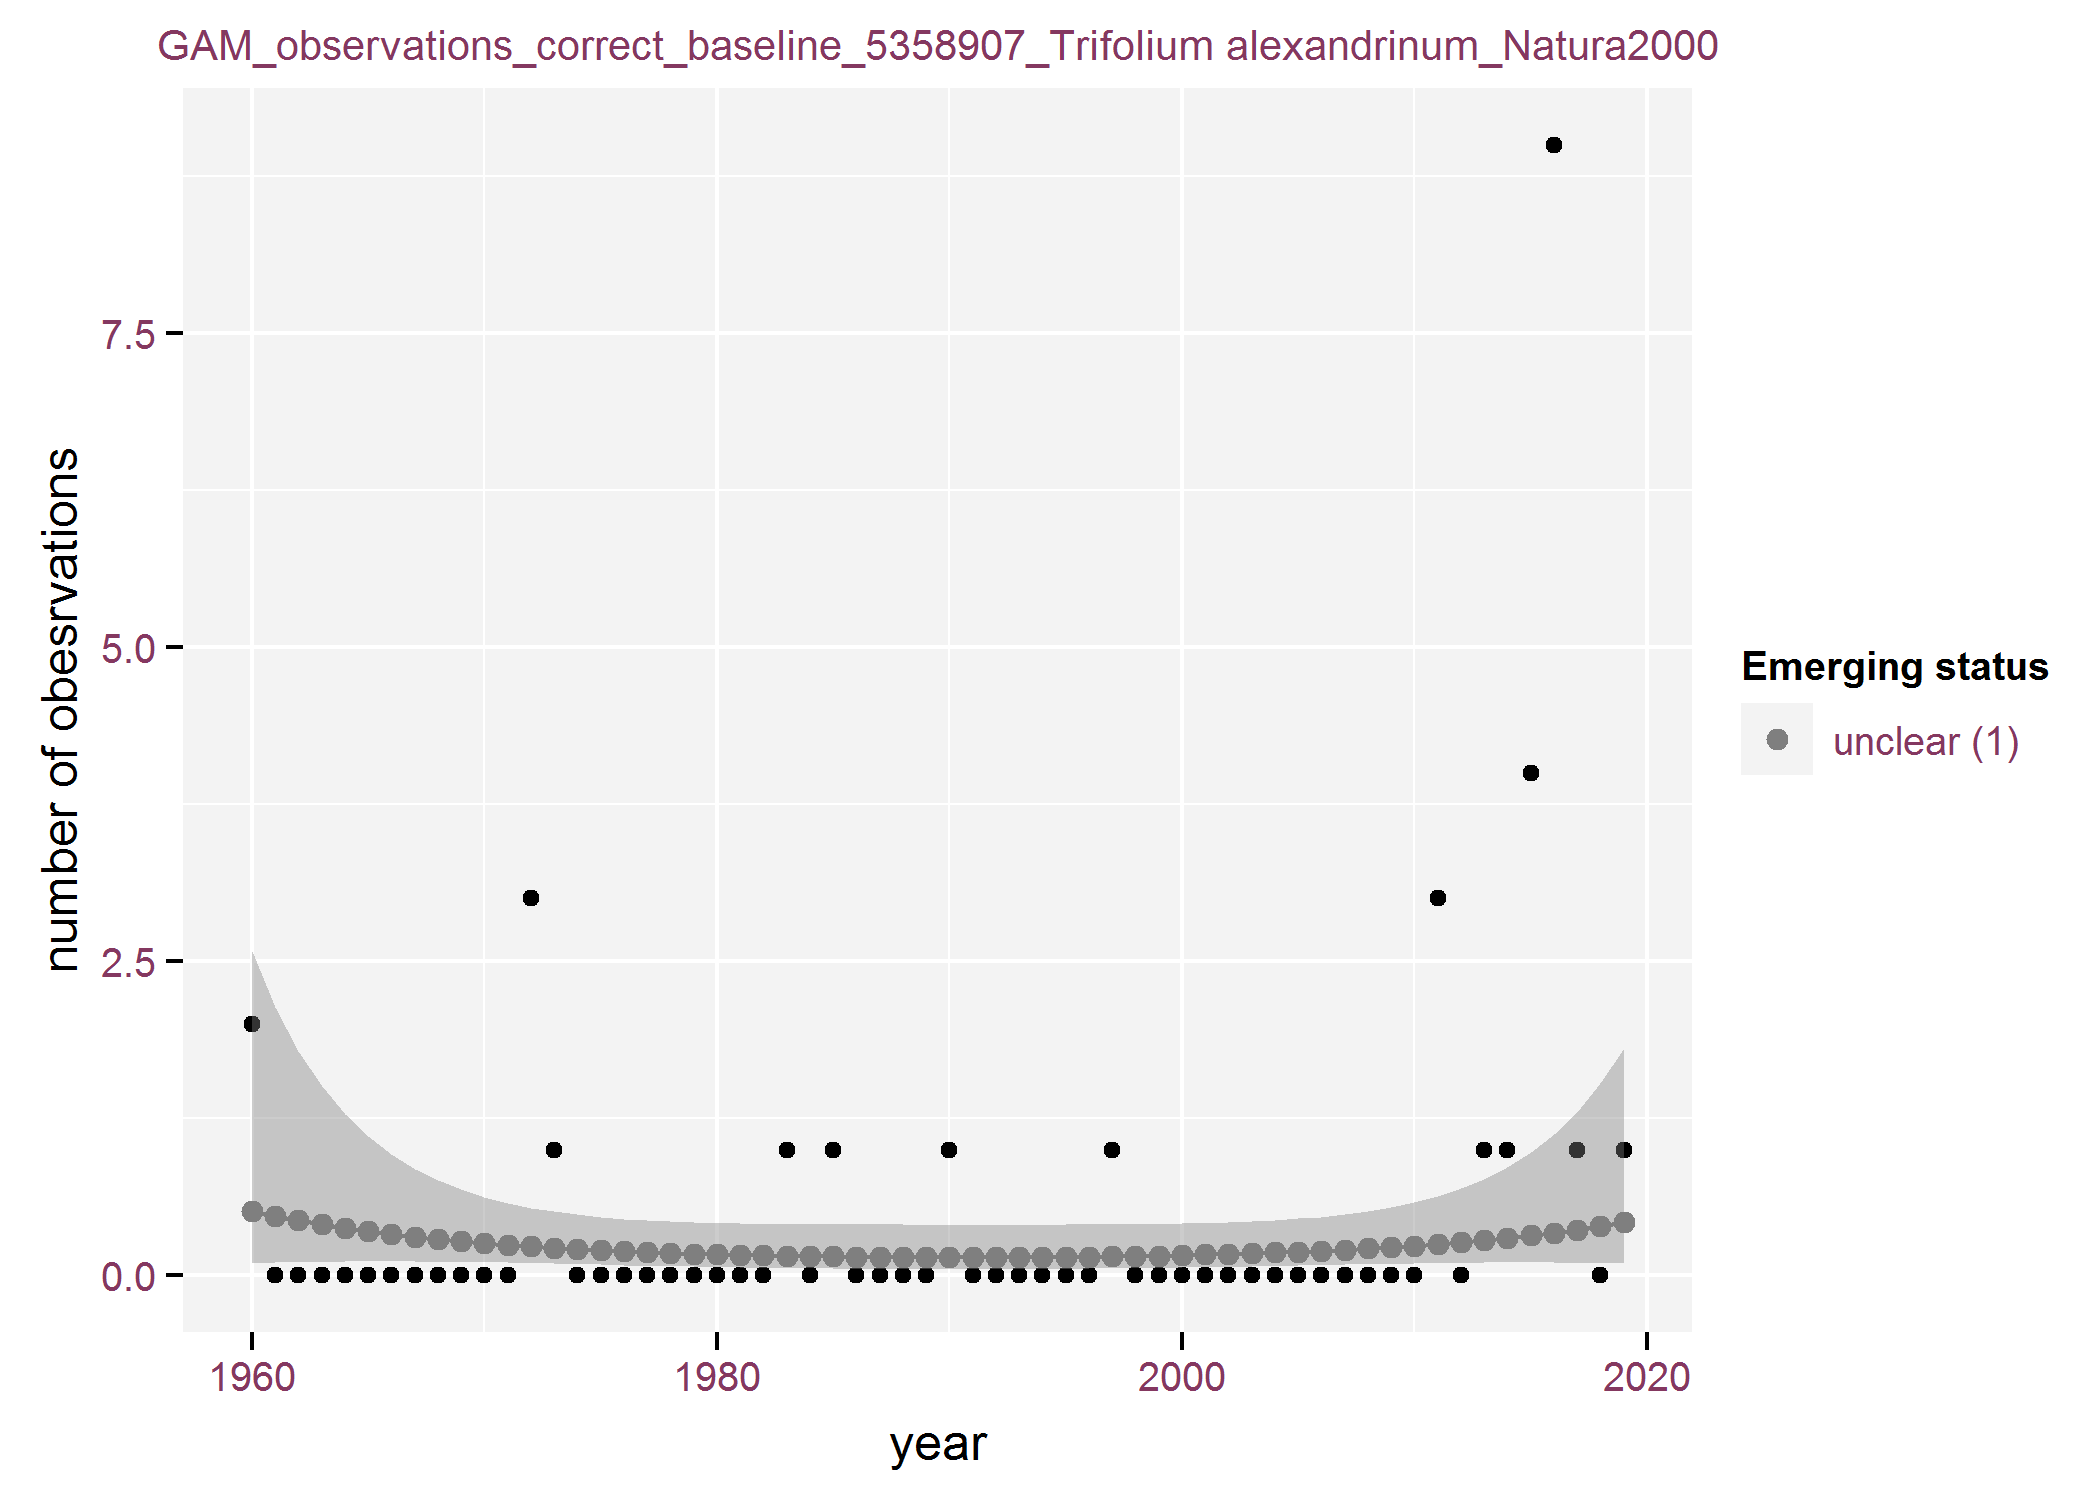 GAM_observations_correct_baseline_5358907_Trifolium alexandrinum_Natura2000
number of obesrvations
7.5
5.0
2.5
0.0
1960
1980
2000
2020
year
Emerging status
unclear (1)